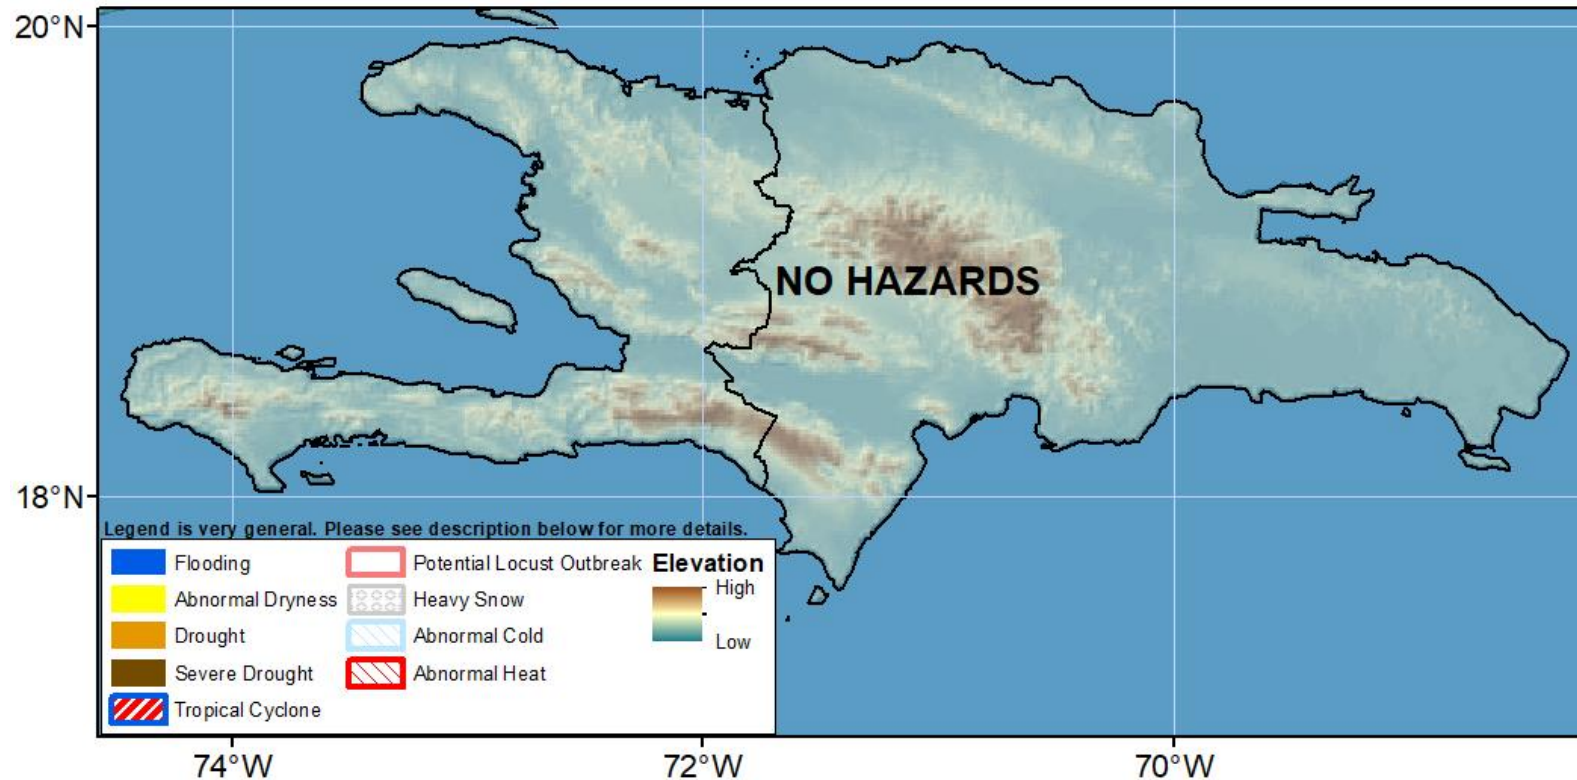 20°N
NO HAZARDS
18°N
Legend is very general. Please see description below for more details.
Flooding
Abnormal Dryness
Drought
Severe Drought
Tropical Cyclone
Potential Locust Outbreak
Heavy Snow
Abnormal Cold
Abnormal Heat
Elevation
High
Low
74°W
72°W
70°W